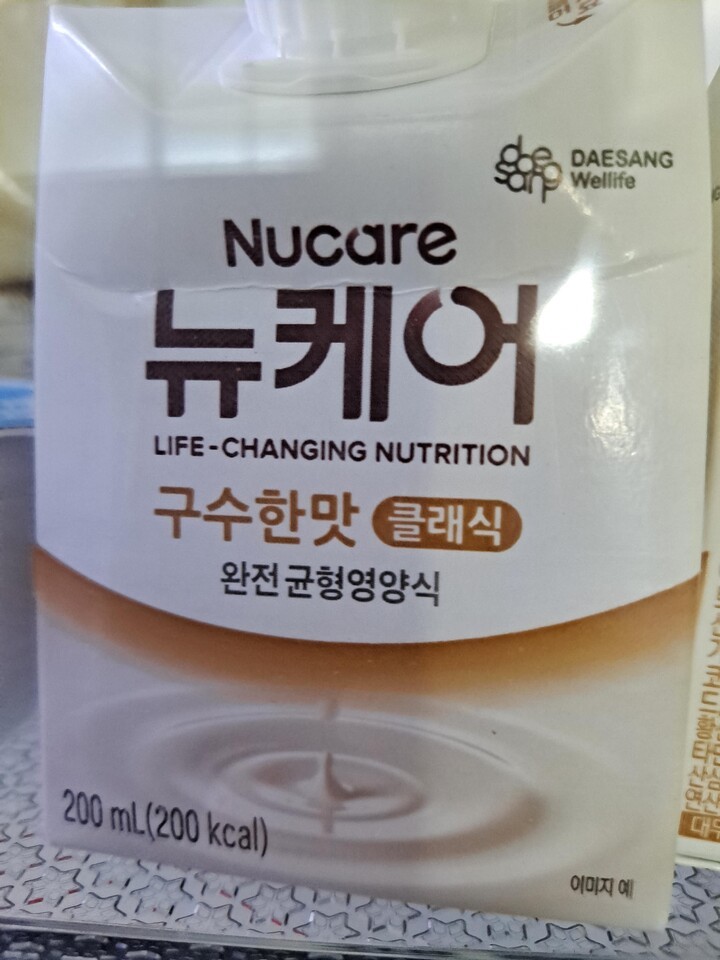 daesang
DAESANG
Wellife
Nucare
뉴케어
LIFE-CHANGING NUTRITION
구수한맛 클래식
완전균형영양식
200 mL(200 kcal)
이미지 예